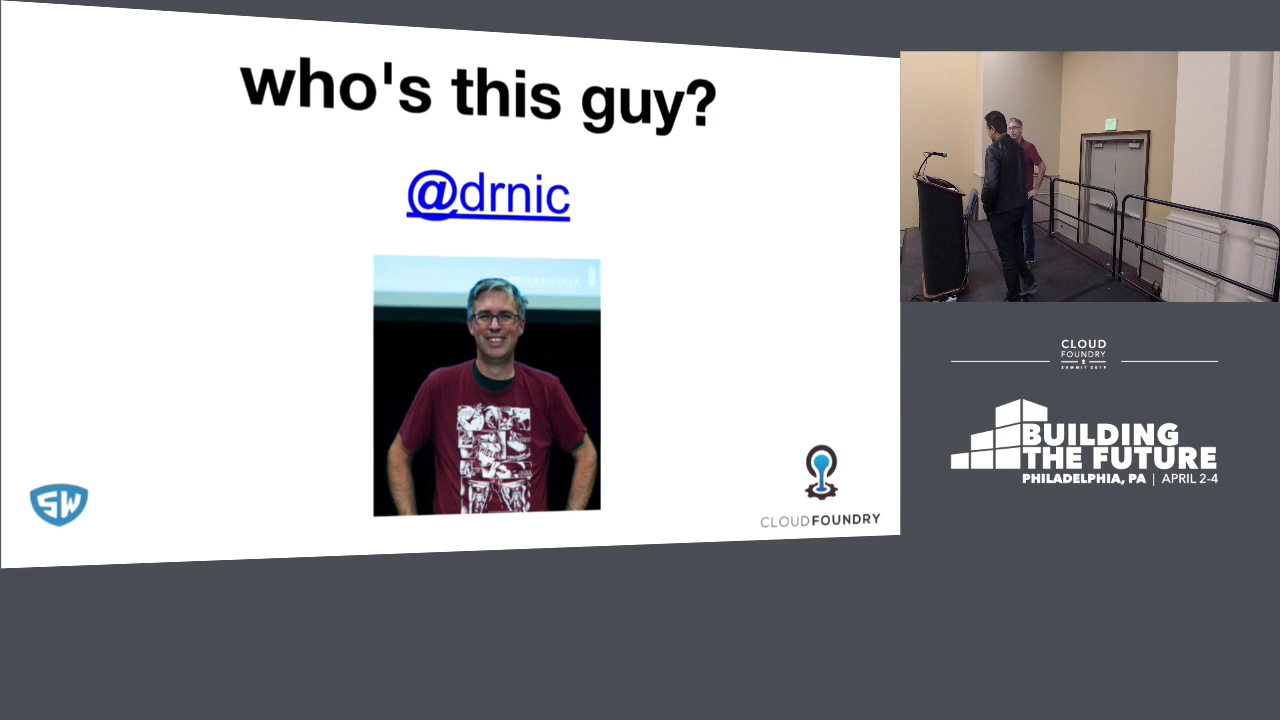 who's this guy?
@drnic
SW
CLOUDFOUNDRY
CLOUD
FOUNDRY
SUMMIT 2019
BUILDING
THE FUTURE
PHILADELPHIA, PA | APRIL 2-4